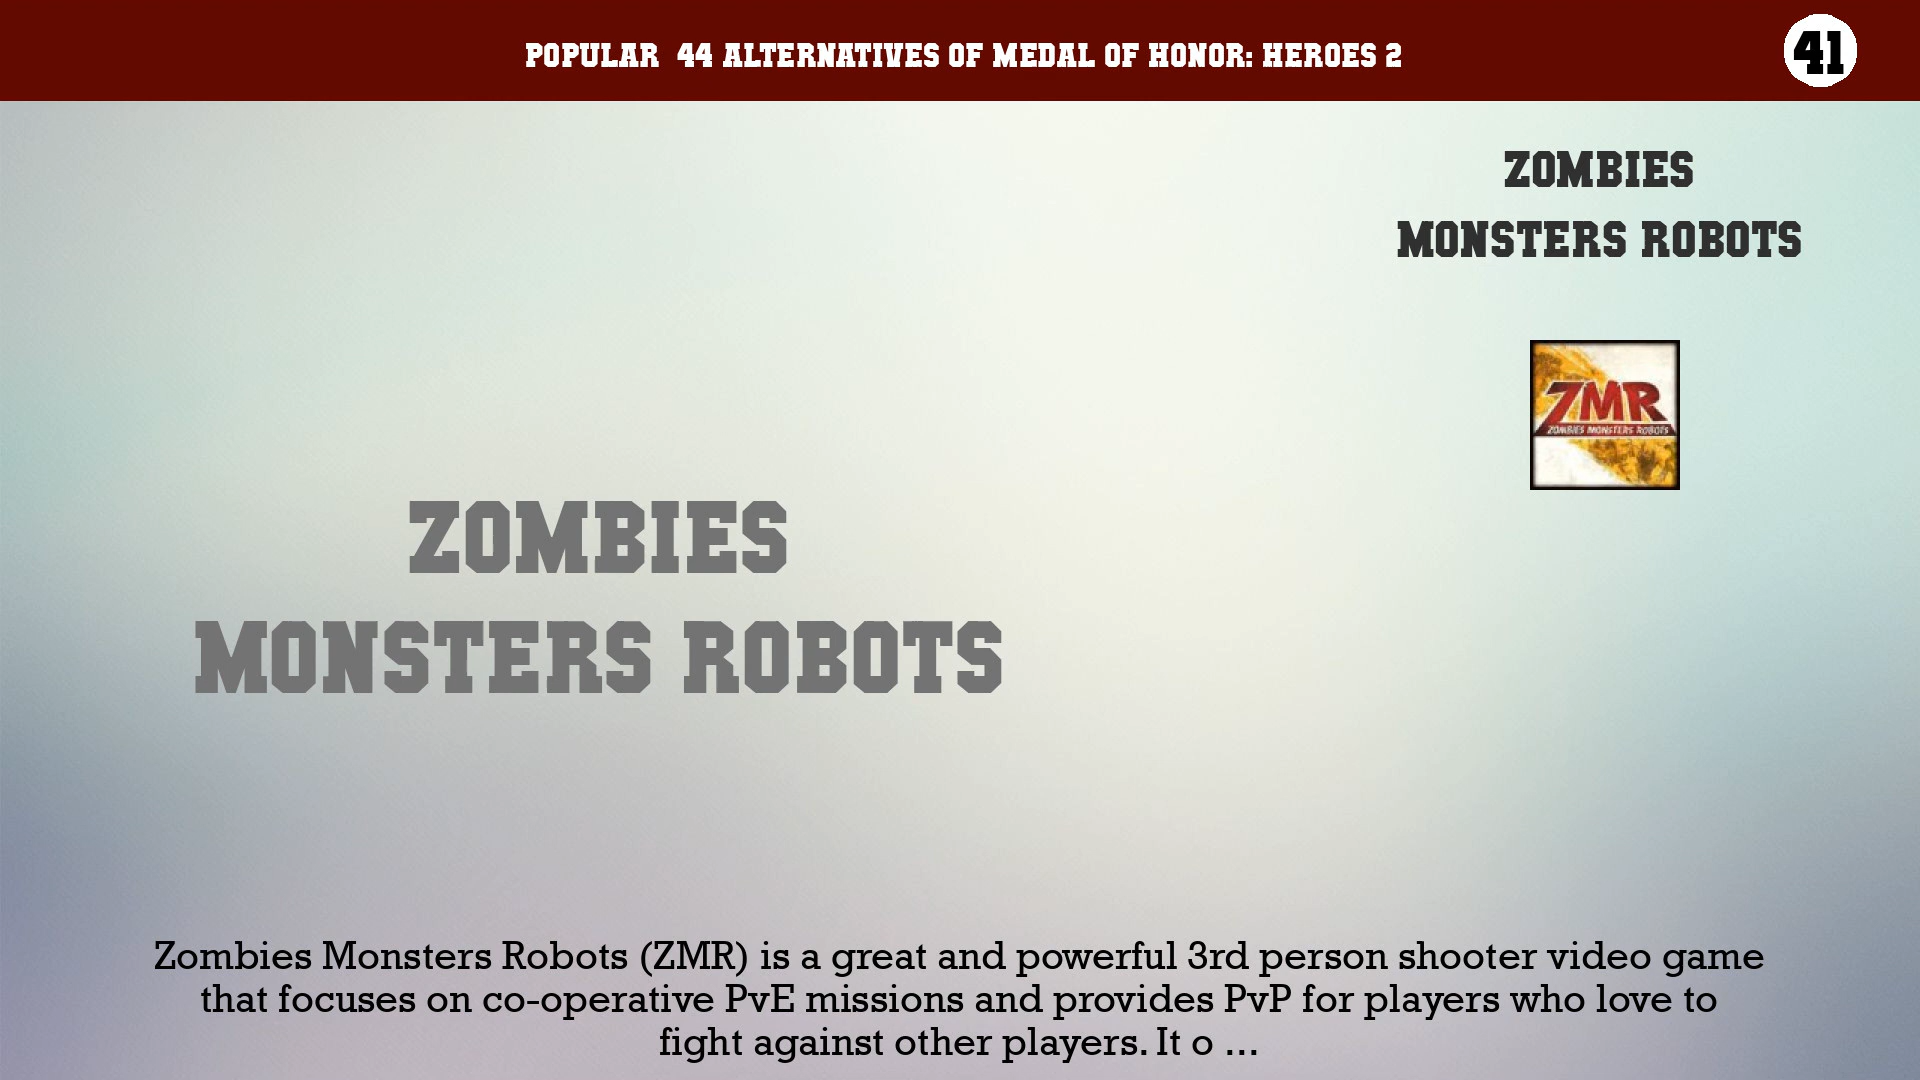 POPULAR  44 ALTERNATIVES OF MEDAL OF HONOR: HEROES 2
41
ZOMBIES
MONSTERS ROBOTS
ZMR
ZOMBIES MONSTERS ROBOTS
ZOMBIES
MONSTERS ROBOTS
Zombies Monsters Robots (ZMR) is a great and powerful 3rd person shooter video game
that focuses on co-operative PvE missions and provides PvP for players who love to
fight against other players. It o ...